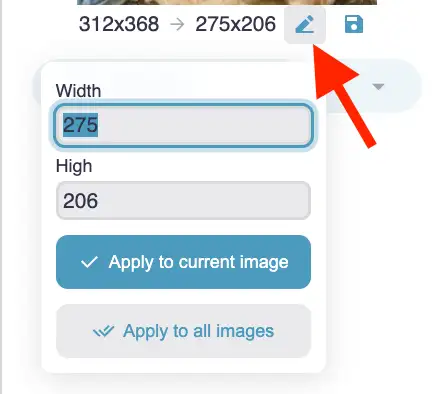 312x368 → 275x206
Width
275
High
206
Apply to current image
Apply to all images